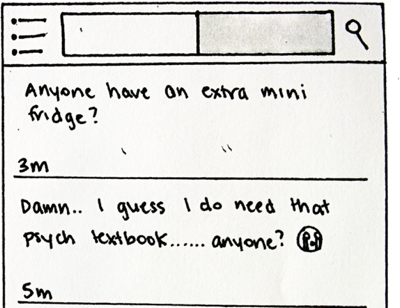 Anyone have an extra mini
fridge?
3m
Damn.. I guess I do need that
psych textbook...... anyone?
5m